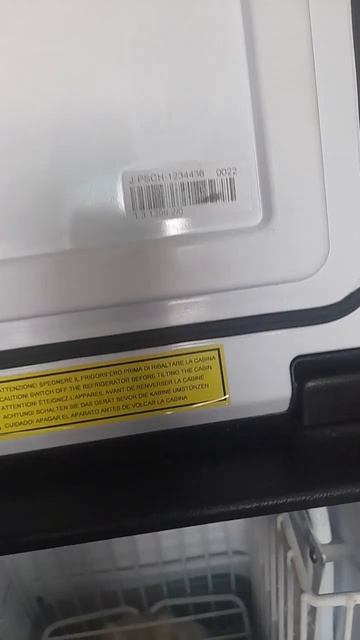 J-PSCH-1234436 0022
ATTENZIONE! SPEGNERE IL FRIGORIFERO PRIMA DI RIBALTARE LA CABINA
CAUTION! SWITCH OFF THE REFRIGERATOR BEFORE TILTING THE CABIN
ATTENTION! ÉTEIGNEZ L'APPAREIL AVANT DE RENVERSER LA CABINE
ACHTUNG! SCHALTEN SIE DAS GERÄT BEVOR DIE KABINE UMSTÜRZEN
CUIDADO! APAGAR EL APARATO ANTES DE VOLCAR LA CABINA